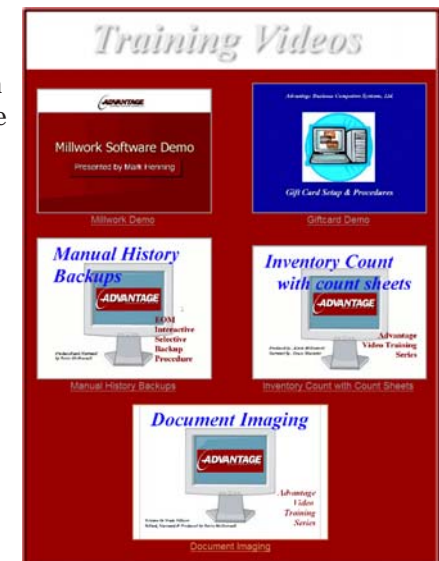 Training Videos
ADVANTAGE
Millwork Software Demo
Presented by Mark Henning
Millwork Demo
Advantage Business Computer Systems, Ltd.
Gift Card Setup & Procedures
Giftcard Demo
Manual History
Backups
ADVANTAGE
EOM
Interactive
Selective
Backup
Procedure
Manual History Backups
Inventory Count
with count sheets
ADVANTAGE
Advantage
Video Training
Series
Inventory Count with Count Sheets
Document Imaging
ADVANTAGE
Advantage
Video
Training
Series
Document Imaging